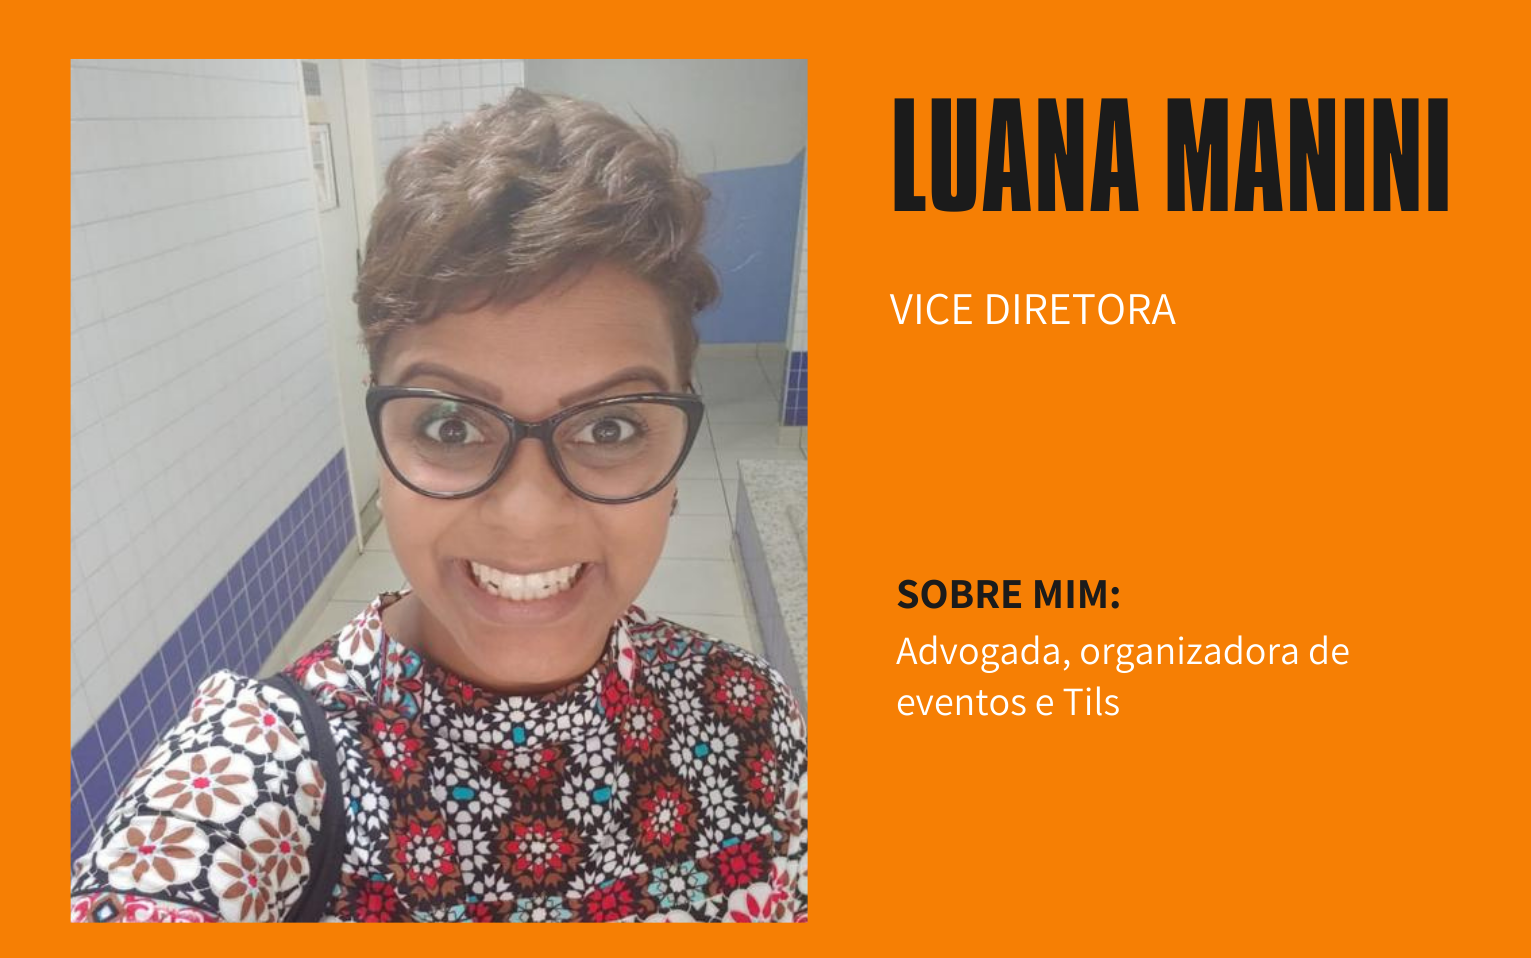 LUANA MANINI
VICE DIRETORA
SOBRE MIM:
Advogada, organizadora de
eventos e Tils